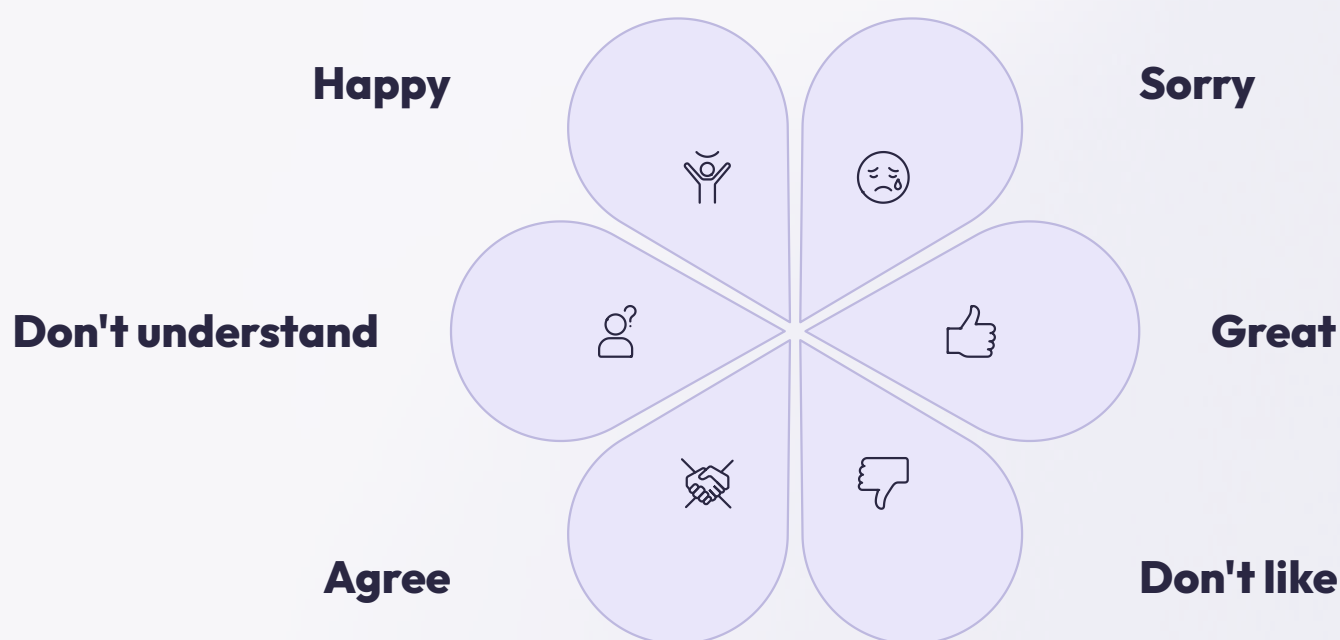 Happy
Sorry
Don't understand
Great
Agree
Don't like